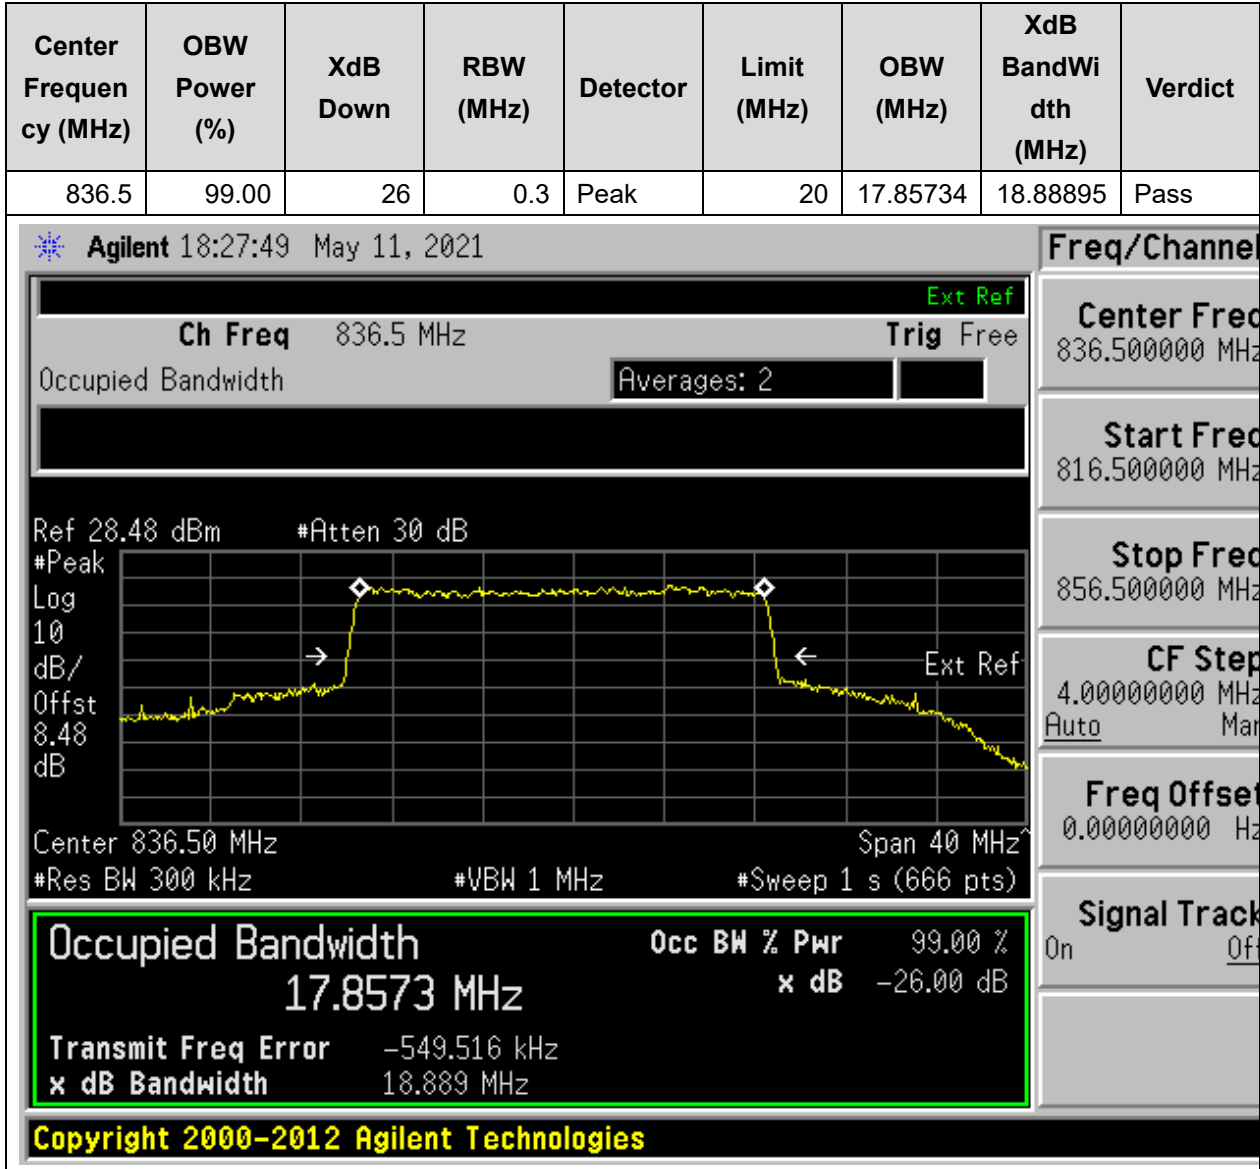 Center Frequen cy (MHz) OBW Power (%) XdB Down RBW (MHz) Detector Limit (MHz) OBW (MHz) XdB BandWi dth (MHz) Verdict
836.5 99.00 26 0.3 Peak 20 17.85734 18.88895 Pass
Agilent 18:27:49 May 11, 2021
Freq/Channel
Ext Ref
Ch Freq 836.5 MHz Trig Free
Occupied Bandwidth Averages: 2
Ref 28.48 dBm #Atten 30 dB
#Peak
Log
10
dB/
Offst
8.48
dB
Ext Ref
Center 836.50 MHz Span 40 MHz^
#Res BW 300 kHz #VBW 1 MHz #Sweep 1 s (666 pts)
Occupied Bandwidth Occ BW % Pwr 99.00 %
17.8573 MHz x dB -26.00 dB
Transmit Freq Error -549.516 kHz
x dB Bandwidth 18.889 MHz
Center Freq
836.500000 MHz
Start Freq
816.500000 MHz
Stop Freq
856.500000 MHz
CF Step
4.00000000 MHz
Auto Man
Freq Offset
0.00000000 Hz
Signal Track
On Off
Copyright 2000-2012 Agilent Technologies